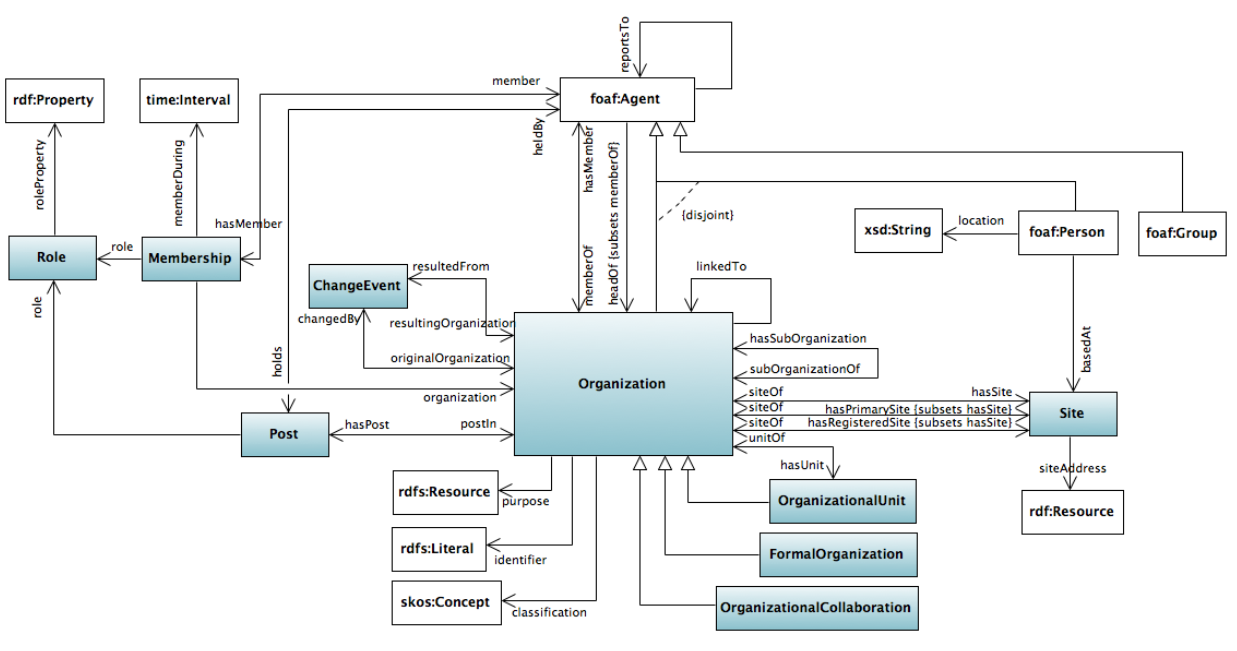 reportsTo
member
rdf:Property
time:Interval
foaf:Agent
heldBy
hasMember
roleProperty
memberDuring
headOf {subsets memberOf}
{disjoint}
hasMember
xsd:String
location
foaf:Person
foaf:Group
Role
role
Membership
memberOf
resultedFrom
linkedTo
ChangeEvent
role
changedBy
resultingOrganization
hasSubOrganization
originalOrganization
subOrganizationOf
basedAt
holds
Organization
organization
siteOf
hasSite
siteOf
hasPrimarySite {subsets hasSite}
siteOf
hasRegisteredSite {subsets hasSite}
Site
Post
hasPost
postIn
unitOf
hasUnit
siteAddress
rdfs:Resource
purpose
OrganizationalUnit
rdf:Resource
rdfs:Literal
identifier
FormalOrganization
skos:Concept
classification
OrganizationalCollaboration